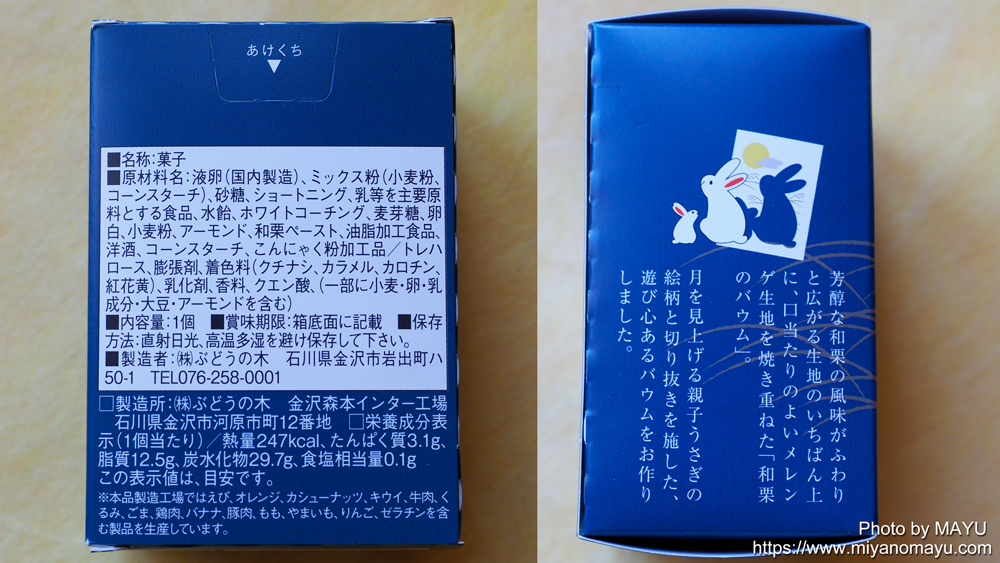 あけくち
■名称:菓子
■原材料名:液卵(国内製造)、ミックス粉(小麦粉、
コーンスターチ)、砂糖、ショートニング、乳等を主要原
料とする食品、水飴、ホワイトコーチング、麦芽糖、卵
白、小麦粉、アーモンド、和栗ペースト、油脂加工食品、
洋酒、コーンスターチ、こんにゃく粉加工品/トレハ
ロース、膨張剤、着色料(クチナシ、カラメル、カロチン、
紅花黄)、乳化剤、香料、クエン酸、(一部に小麦・卵・乳
成分・大豆・アーモンドを含む)
■内容量:1個 ■賞味期限:箱底面に記載 ■保存
方法:直射日光、高温多湿を避け保存して下さい。
■製造者:㈱ぶどうの木 石川県金沢市岩出町ハ
50-1 TEL076-258-0001
□製造所:㈱ぶどうの木 金沢森本インター工場
石川県金沢市河原市町12番地 □栄養成分表
示(1個当たり)/熱量247kcal、たんぱく質3.1g、
脂質12.5g、炭水化物29.7g、食塩相当量0.1g
この表示値は、目安です。
※本品製造工場ではえび、オレンジ、カシューナッツ、キウイ、牛肉、く
るみ、ごま、鶏肉、バナナ、豚肉、もも、やまいも、りんご、ゼラチンを含
む製品を生産しています。
芳醇な和栗の風味がふわり
と広がる生地のいちばん上
に、口当たりのよいメレン
ゲ生地を焼き重ねた「和栗
のバウム」。
月を見上げる親子うさぎの
絵柄と切り抜きを施した、
遊び心あるバウムをお作り
しました。
Photo by MAYU
https://www.miyanomayu.com